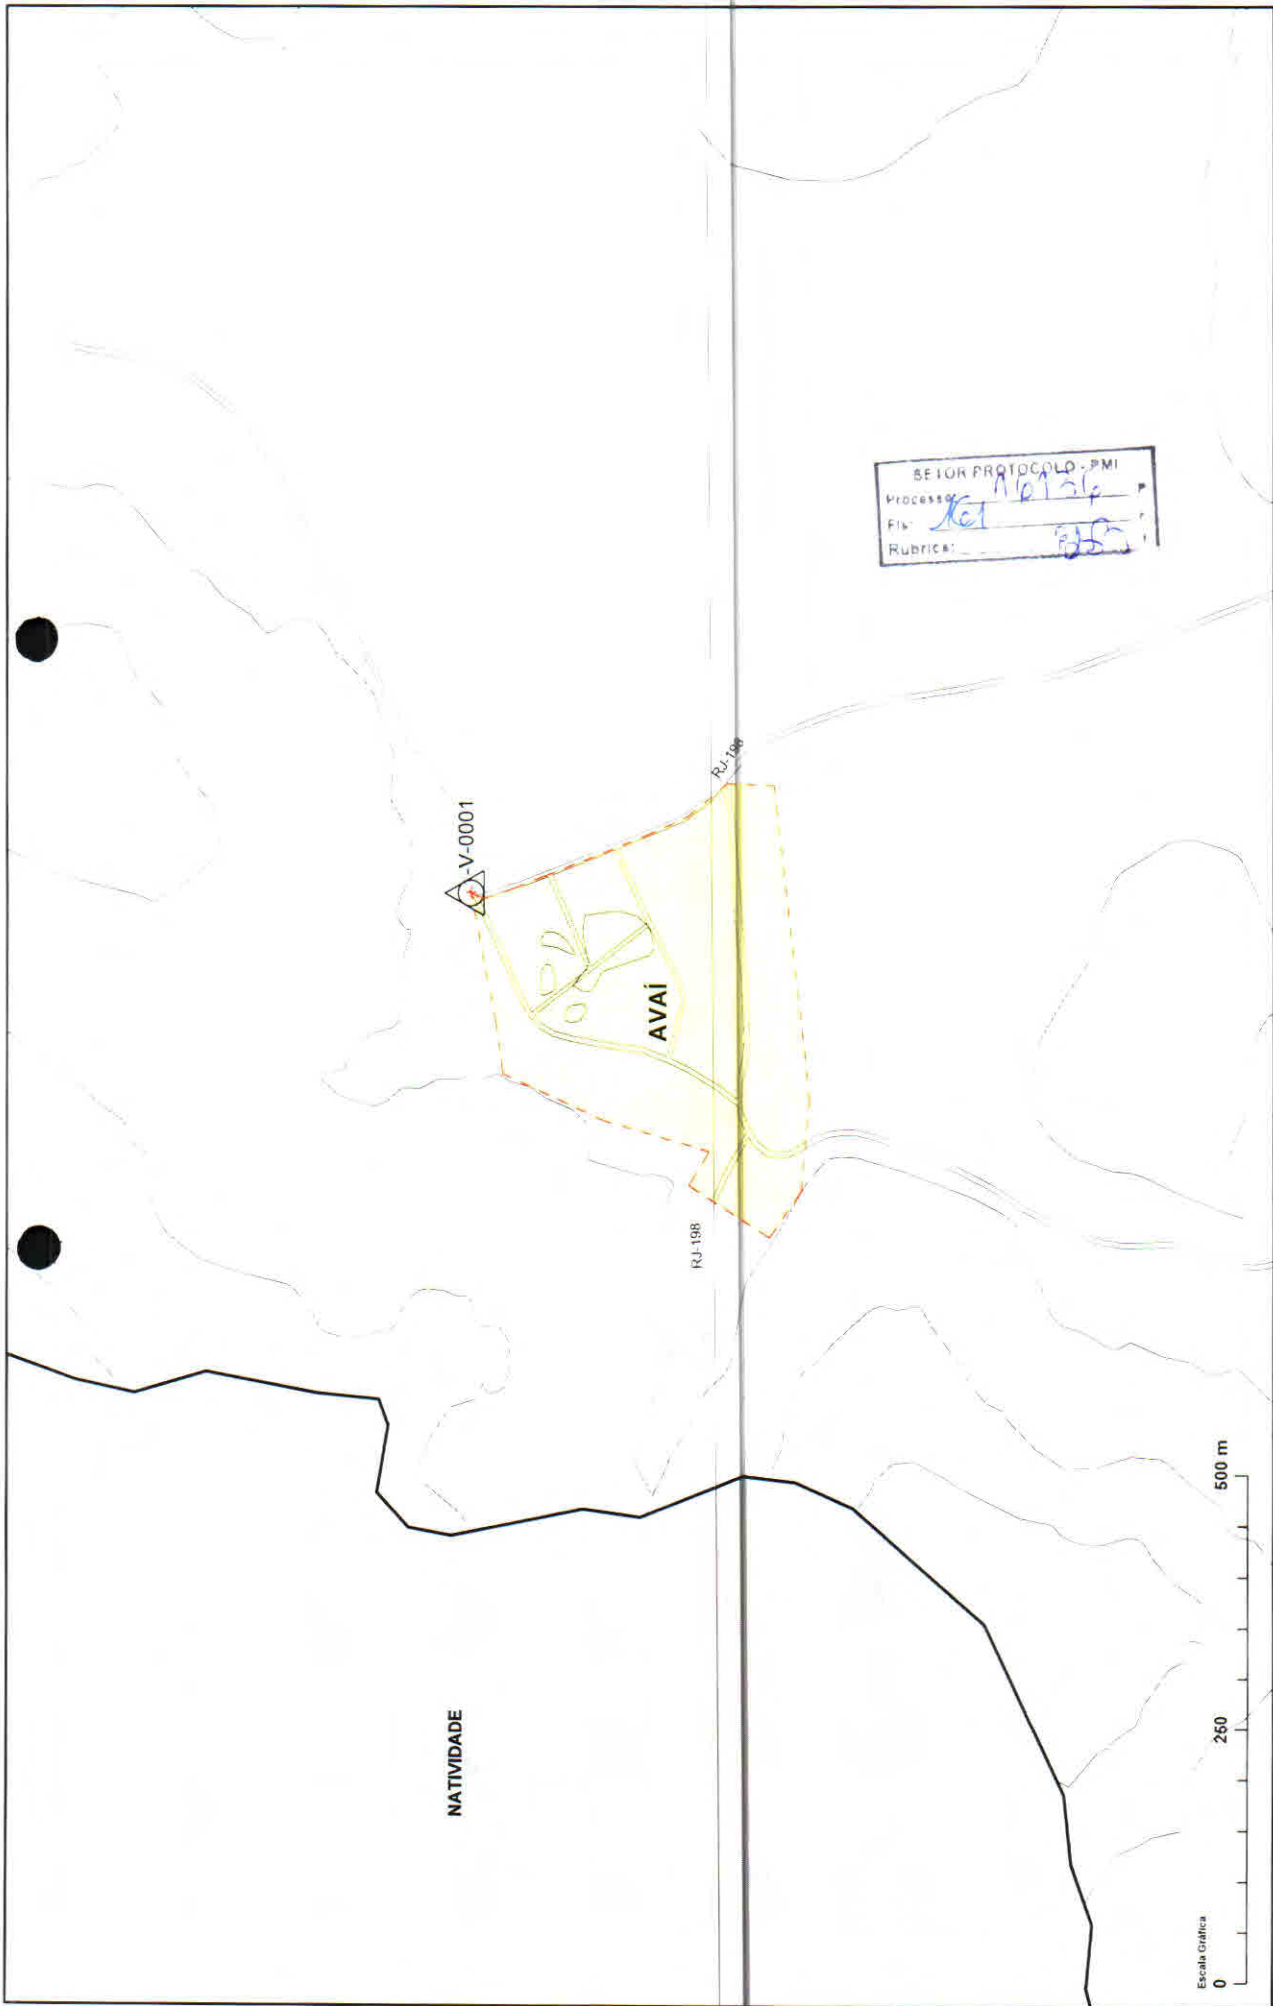 SETOR PROTOCOLO - PMI
Processo:
Fls:
Rubrica:
-V-0001
RJ-198
AVAÍ
RJ-198
NATIVIDADE
Escala Gráfica
0 250 500 m